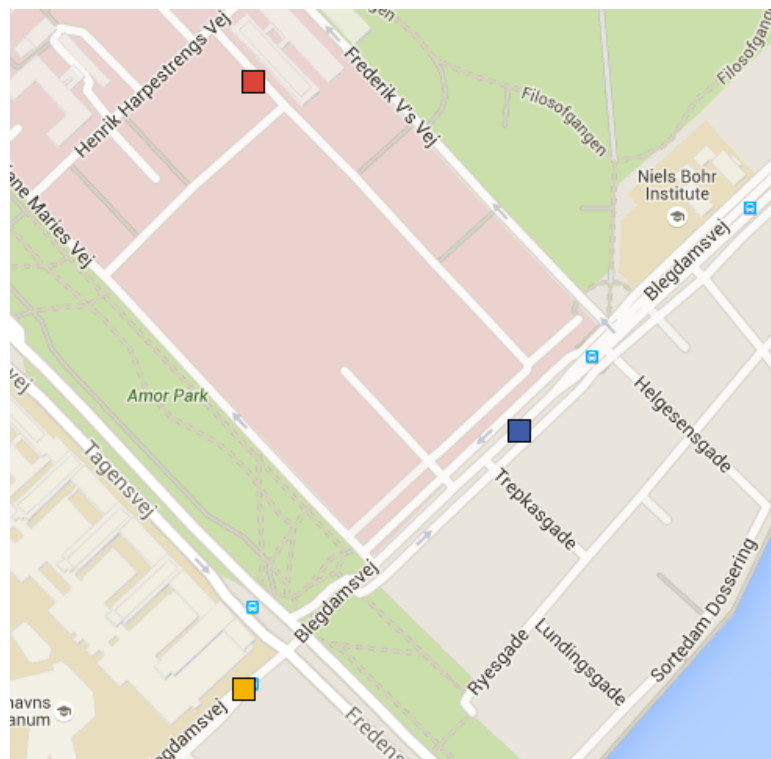 Henrik Harpestrengs Vej
Frederik V's Vej
Filosofgangen
Filosofgangen
Niels Bohr
Institute
Blegdamsvej
Amor Park
Helgesensgade
Tagensvej
Trepkasgade
Blegdamsvej
Sortedam Dossering
Ryesgade
Lundingsgade